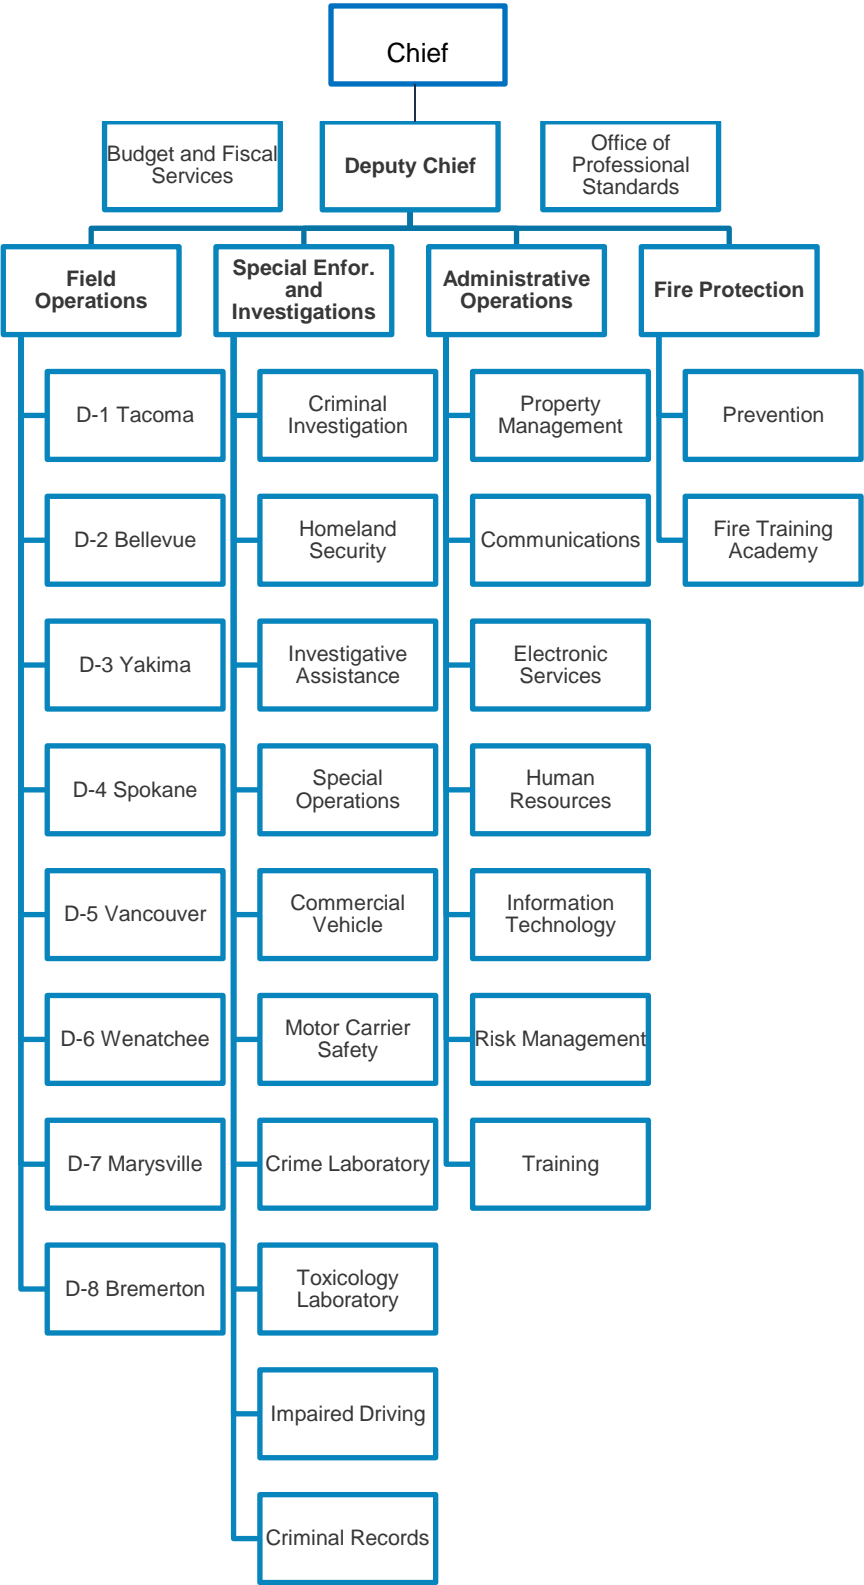 Chief
Budget and Fiscal
Services
Deputy Chief
Office of
Professional
Standards
Field
Operations
Special Enfor.
and
Investigations
Administrative
Operations
Fire Protection
D-1 Tacoma
Criminal
Investigation
Property
Management
Prevention
D-2 Bellevue
Homeland
Security
Communications
Fire Training
Academy
D-3 Yakima
Investigative
Assistance
Electronic
Services
D-4 Spokane
Special
Operations
Human
Resources
D-5 Vancouver
Commercial
Vehicle
Information
Technology
D-6 Wenatchee
Motor Carrier
Safety
Risk Management
D-7 Marysville
Crime Laboratory
Training
D-8 Bremerton
Toxicology
Laboratory
Impaired Driving
Criminal Records